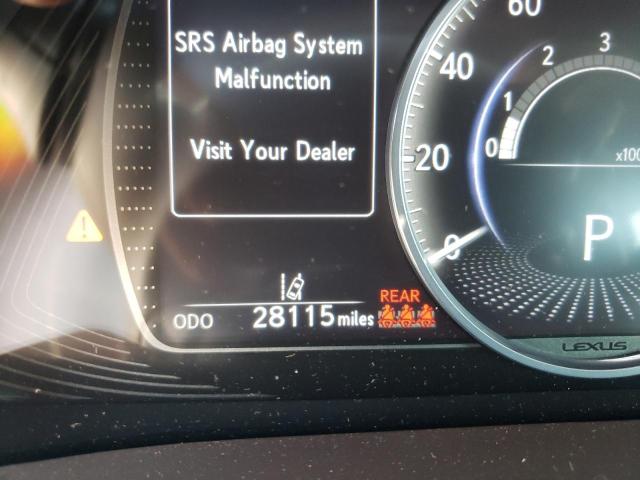 SRS Airbag System
Malfunction
Visit Your Dealer
60
40
20
0
3
2
1
0
x100
P
ODO 28115 miles
REAR
LEXUS